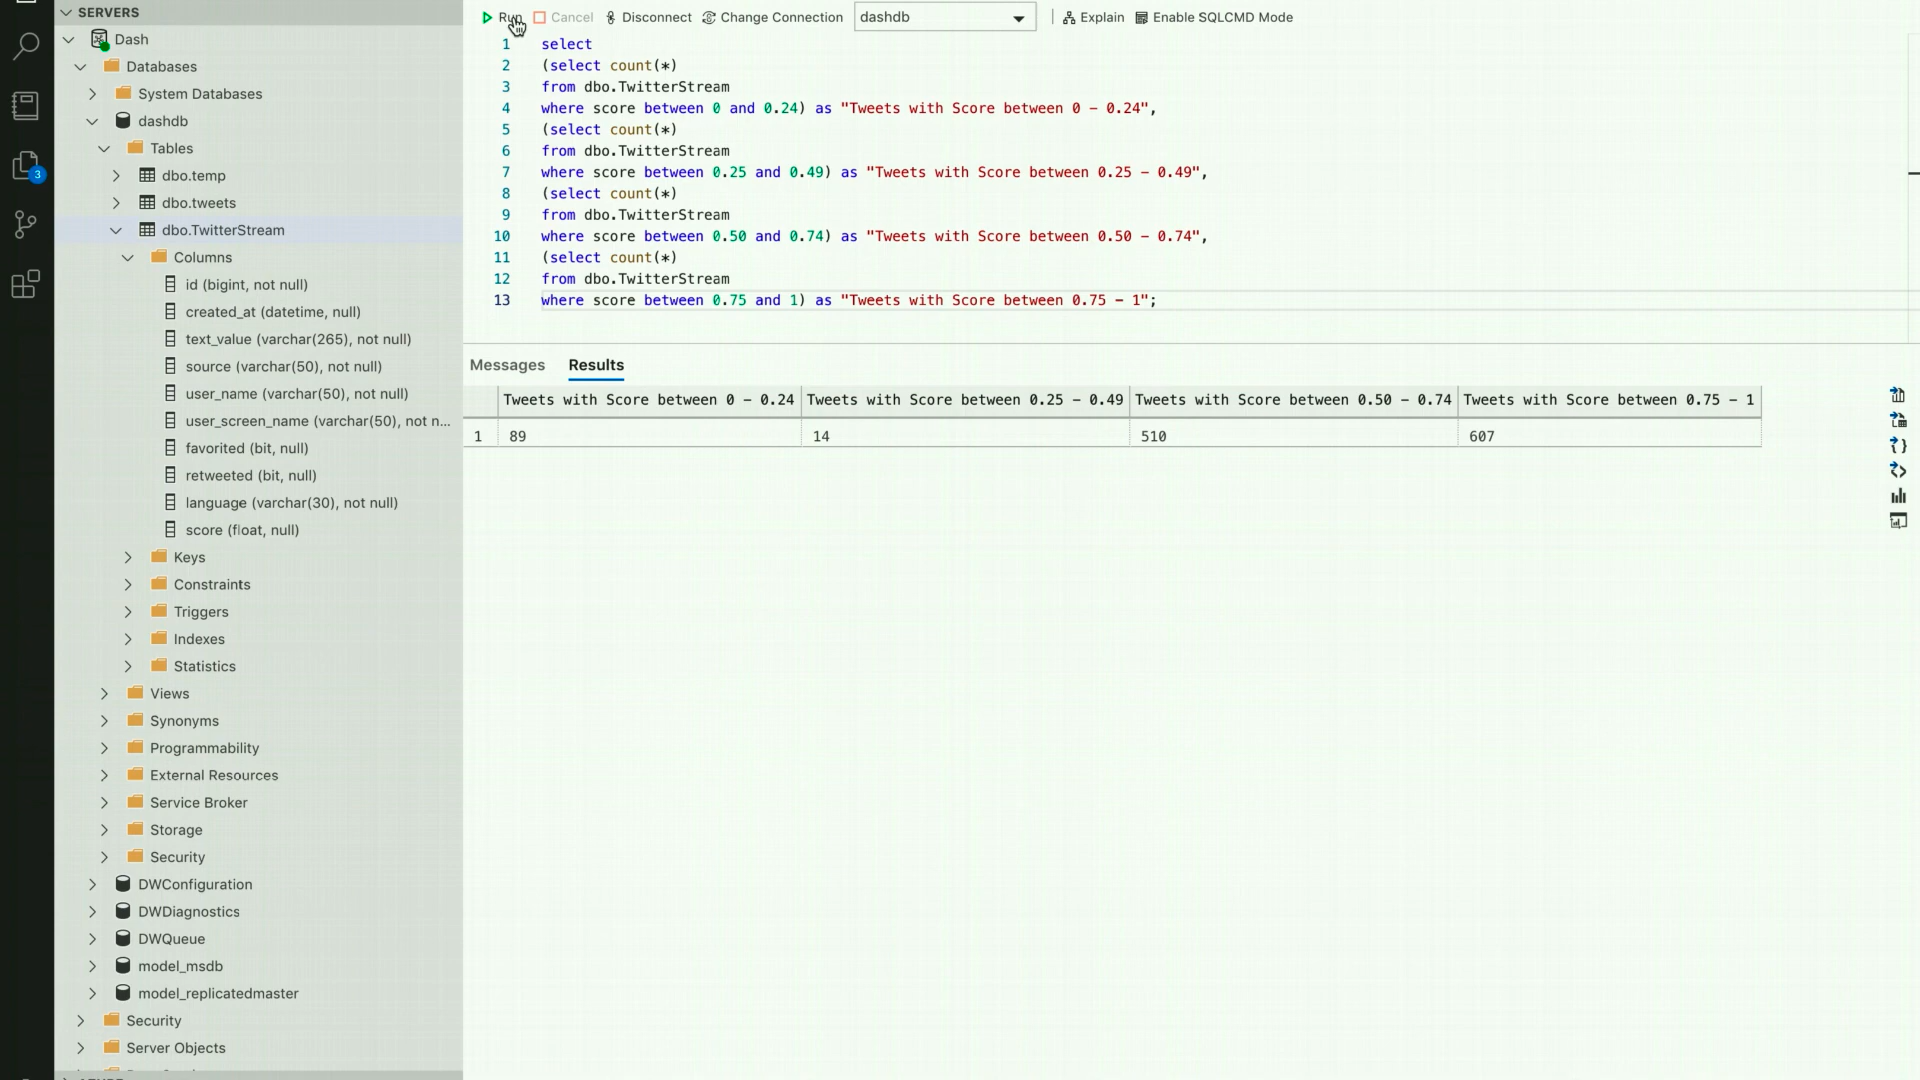 SERVERS
Dash
Databases
System Databases
dashdb
Tables
dbo.temp
dbo.tweets
dbo.TwitterStream
Columns
id (bigint, not null)
created_at (datetime, null)
text_value (varchar(265), not null)
source (varchar(50), not null)
user_name (varchar(50), not null)
user_screen_name (varchar(50), not n...
favorited (bit, null)
retweeted (bit, null)
language (varchar(30), not null)
score (float, null)
Keys
Constraints
Triggers
Indexes
Statistics
Views
Synonyms
Programmability
External Resources
Service Broker
Storage
Security
DWConfiguration
DWDiagnostics
DWQueue
model_msdb
model_replicatedmaster
Security
Server Objects
3
Run Cancel Disconnect Change Connection dashdb Explain Enable SQLCMD Mode
1 select
2 (select count(*)
3 from dbo.TwitterStream
4 where score between 0 and 0.24) as "Tweets with Score between 0 - 0.24",
5 (select count(*)
6 from dbo.TwitterStream
7 where score between 0.25 and 0.49) as "Tweets with Score between 0.25 - 0.49",
8 (select count(*)
9 from dbo.TwitterStream
10 where score between 0.50 and 0.74) as "Tweets with Score between 0.50 - 0.74",
11 (select count(*)
12 from dbo.TwitterStream
13 where score between 0.75 and 1) as "Tweets with Score between 0.75 - 1";
Messages Results
Tweets with Score between 0 - 0.24 Tweets with Score between 0.25 - 0.49 Tweets with Score between 0.50 - 0.74 Tweets with Score between 0.75 - 1
1 89 14 510 607